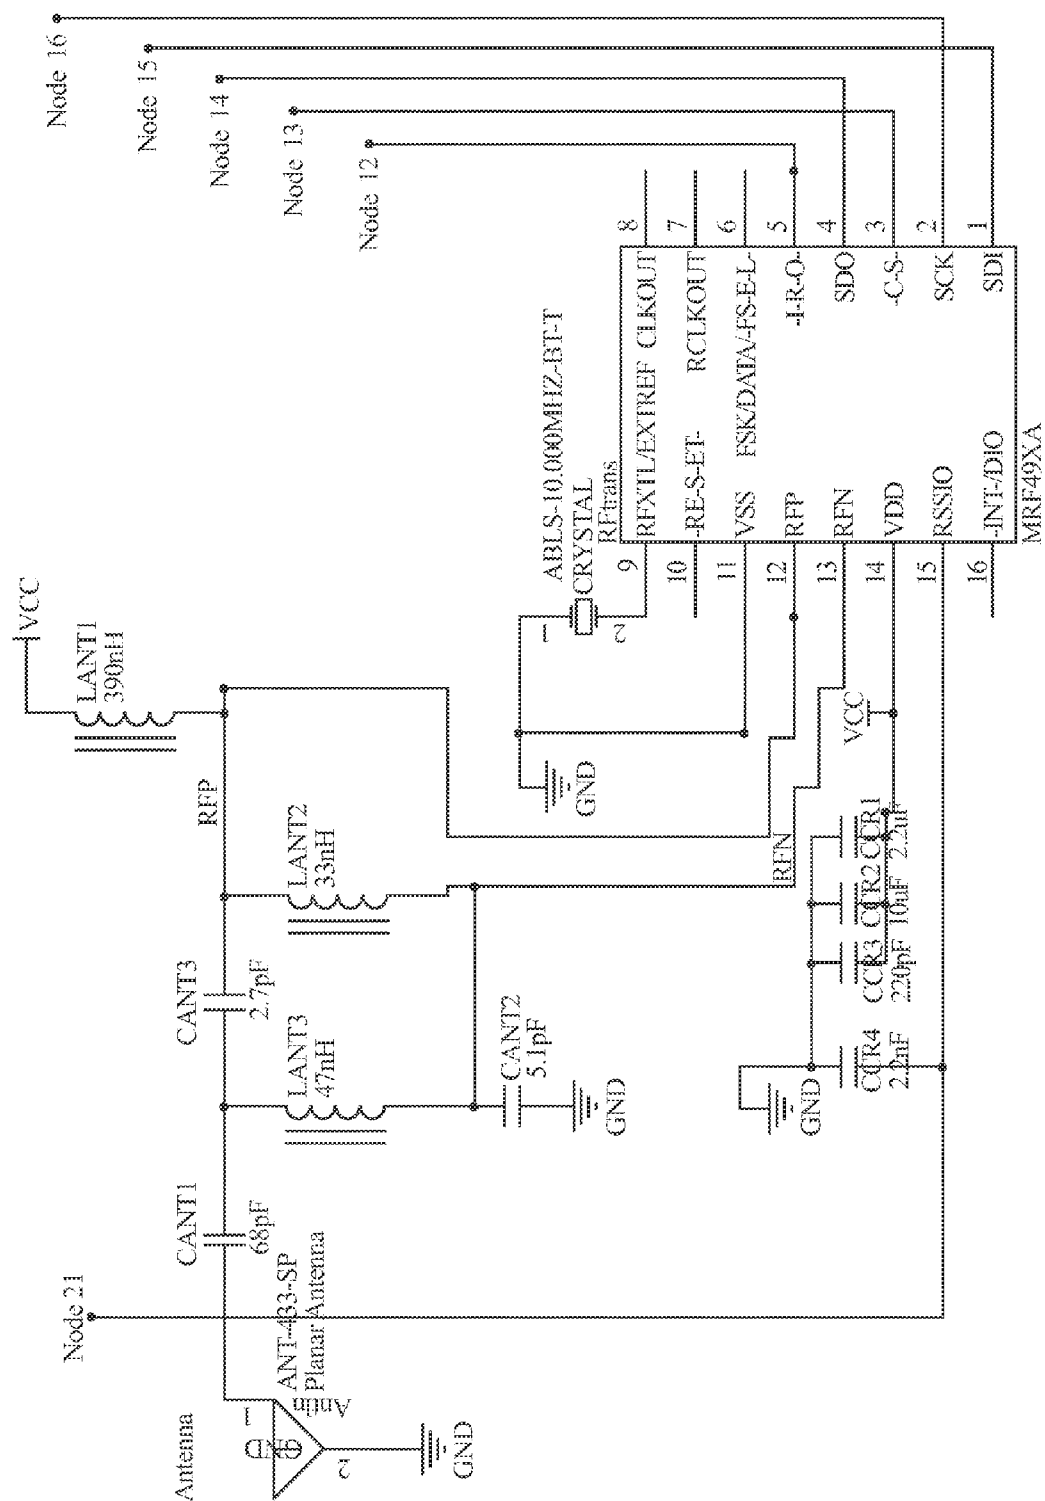 Node 16
Node 15
Node 14
Node 13
Node 12
8
7
6
5
4
3
2
1
CLKOUT
RCLKOUT
FSK/DATA/-FS-E-L-
-I-R-O-
SDO
-C-S-
SCK
SDI
RFXTL/EXTREF
-RE-S-ET-
VSS
RFP
RFN
VDD
RSSIO
-INT-/DIO
9
10
11
12
13
14
15
16
MRF49XA
RFtrans
ABLS-10.000MHZ-BT-T
CRYSTAL
1
2
GND
VCC
LANT1
390nH
RFP
LANT2
33nH
RFN
VCC
CCR1
2.2uF
CCR2
10uF
CCR3
220pF
CCR4
GND
CANT3
2.7pF
LANT3
47nH
CANT2
5.1pF
GND
CANT1
68pF
Node 21
ANT-433-SP
Planar Antenna
Antenna
1
2
GND